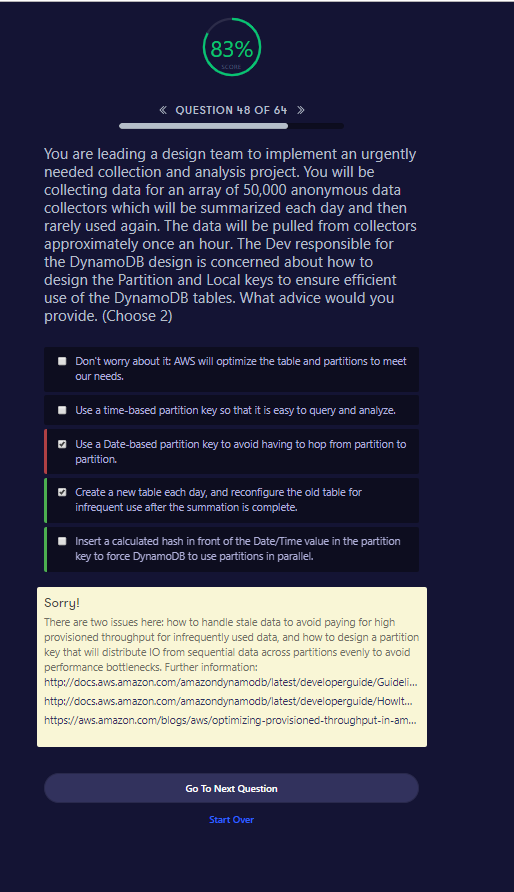 83%
SCORE
« QUESTION 48 OF 64 »
You are leading a design team to implement an urgently
needed collection and analysis project. You will be
collecting data for an array of 50,000 anonymous data
collectors which will be summarized each day and then
rarely used again. The data will be pulled from collectors
approximately once an hour. The Dev responsible for
the DynamoDB design is concerned about how to
design the Partition and Local keys to ensure efficient
use of the DynamoDB tables. What advice would you
provide. (Choose 2)
Don't worry about it: AWS will optimize the table and partitions to meet
our needs.
Use a time-based partition key so that it is easy to query and analyze.
Use a Date-based partition key to avoid having to hop from partition to
partition.
Create a new table each day, and reconfigure the old table for
infrequent use after the summation is complete.
Insert a calculated hash in front of the Date/Time value in the partition
key to force DynamoDB to use partitions in parallel.
Sorry!
There are two issues here: how to handle stale data to avoid paying for high
provisioned throughput for infrequently used data, and how to design a partition
key that will distribute IO from sequential data across partitions evenly to avoid
performance bottlenecks. Further information:
http://docs.aws.amazon.com/amazondynamodb/latest/developerguide/Guideli...
http://docs.aws.amazon.com/amazondynamodb/latest/developerguide/HowIt...
https://aws.amazon.com/blogs/aws/optimizing-provisioned-throughput-in-am...
Go To Next Question
Start Over